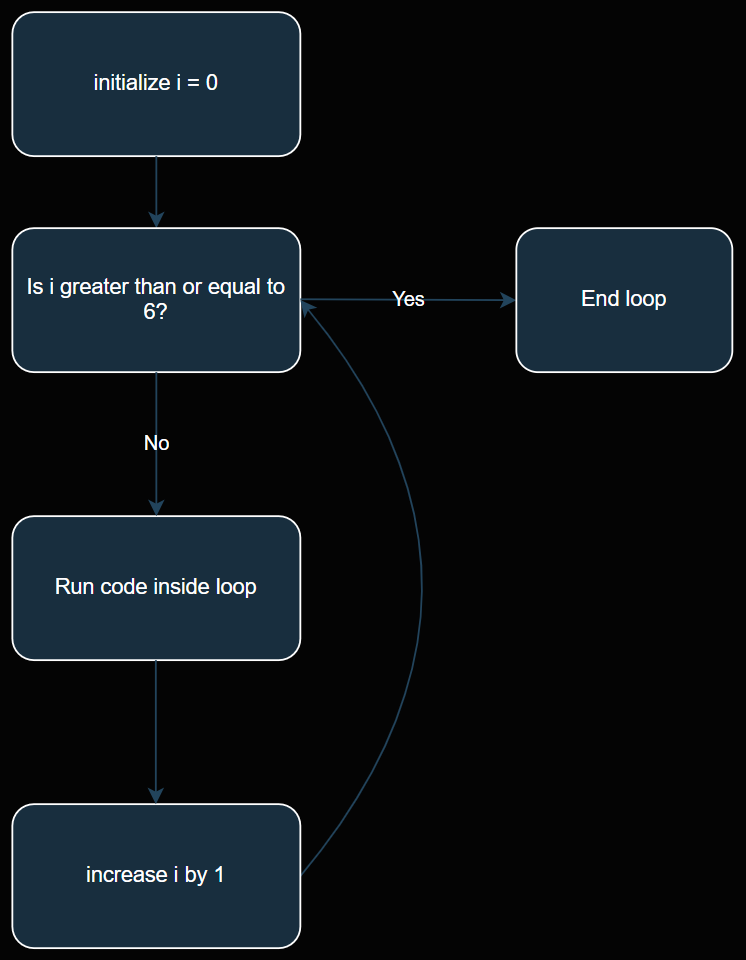 initialize i = 0
Is i greater than or equal to
6?
Yes
End loop
No
Run code inside loop
increase i by 1